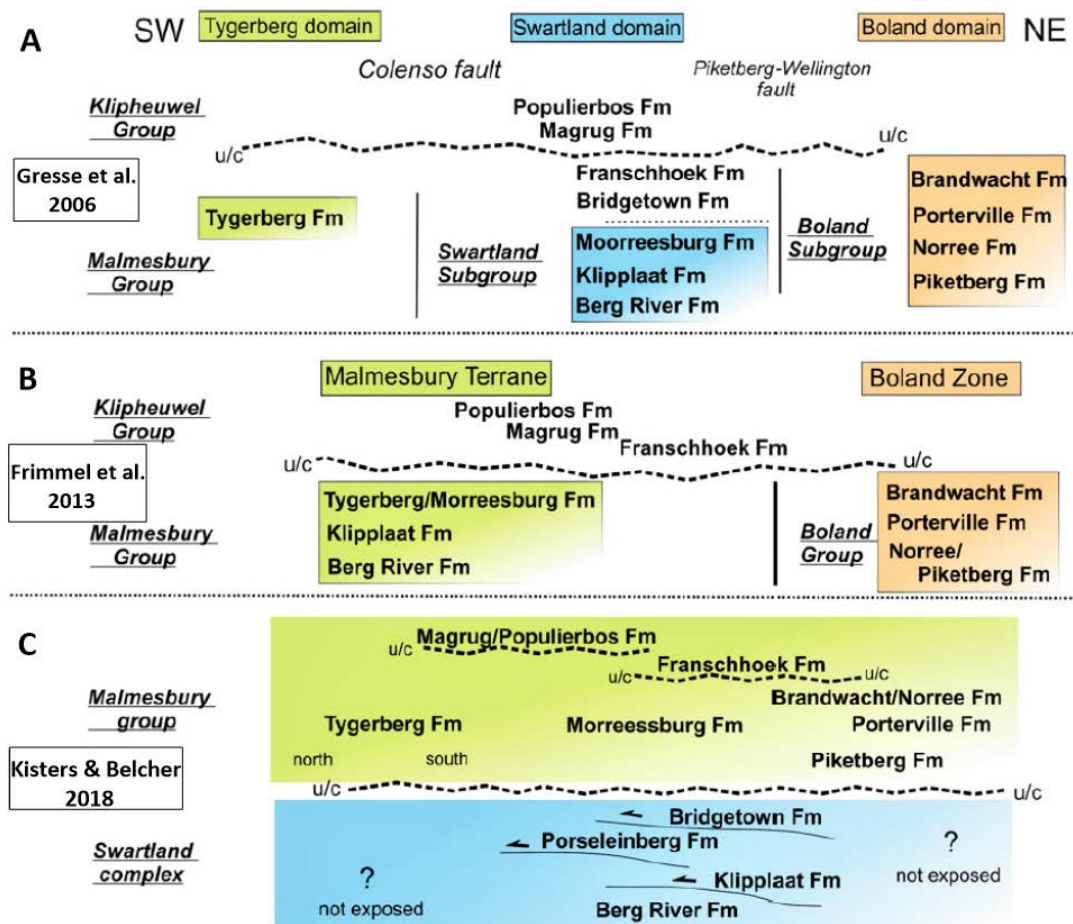 A
SW
Tygerberg domain
Swartland domain
Boland domain
NE
Colenso fault
Piketberg-Wellington
fault
Klipheuwel
Group
Populierbos Fm
Magrug Fm
u/c
u/c
Gresse et al.
2006
Franschhoek Fm
Bridgetown Fm
Brandwacht Fm
Porterville Fm
Norree Fm
Piketberg Fm
Tygerberg Fm
Malmesbury
Group
Swartland
Subgroup
Moorreesburg Fm
Klipplaat Fm
Berg River Fm
Boland
Subgroup
B
Malmesbury Terrane
Boland Zone
Klipheuwel
Group
Populierbos Fm
Magrug Fm
Franschhoek Fm
u/c
u/c
Frimmel et al.
2013
Malmesbury
Group
Tygerberg/Morreesburg Fm
Klipplaat Fm
Berg River Fm
Boland
Group
Brandwacht Fm
Porterville Fm
Norree/
Piketberg Fm
C
Magrug/Populierbos Fm
u/c
Franschhoek Fm
u/c
u/c
Malmesbury
group
Brandwacht/Norree Fm
Tygerberg Fm
Morreessburg Fm
Porterville Fm
north
south
Piketberg Fm
Kisters & Belcher
2018
u/c
u/c
Bridgetown Fm
Porseleinberg Fm
Swartland
complex
?
not exposed
Klipplaat Fm
Berg River Fm
?
not exposed